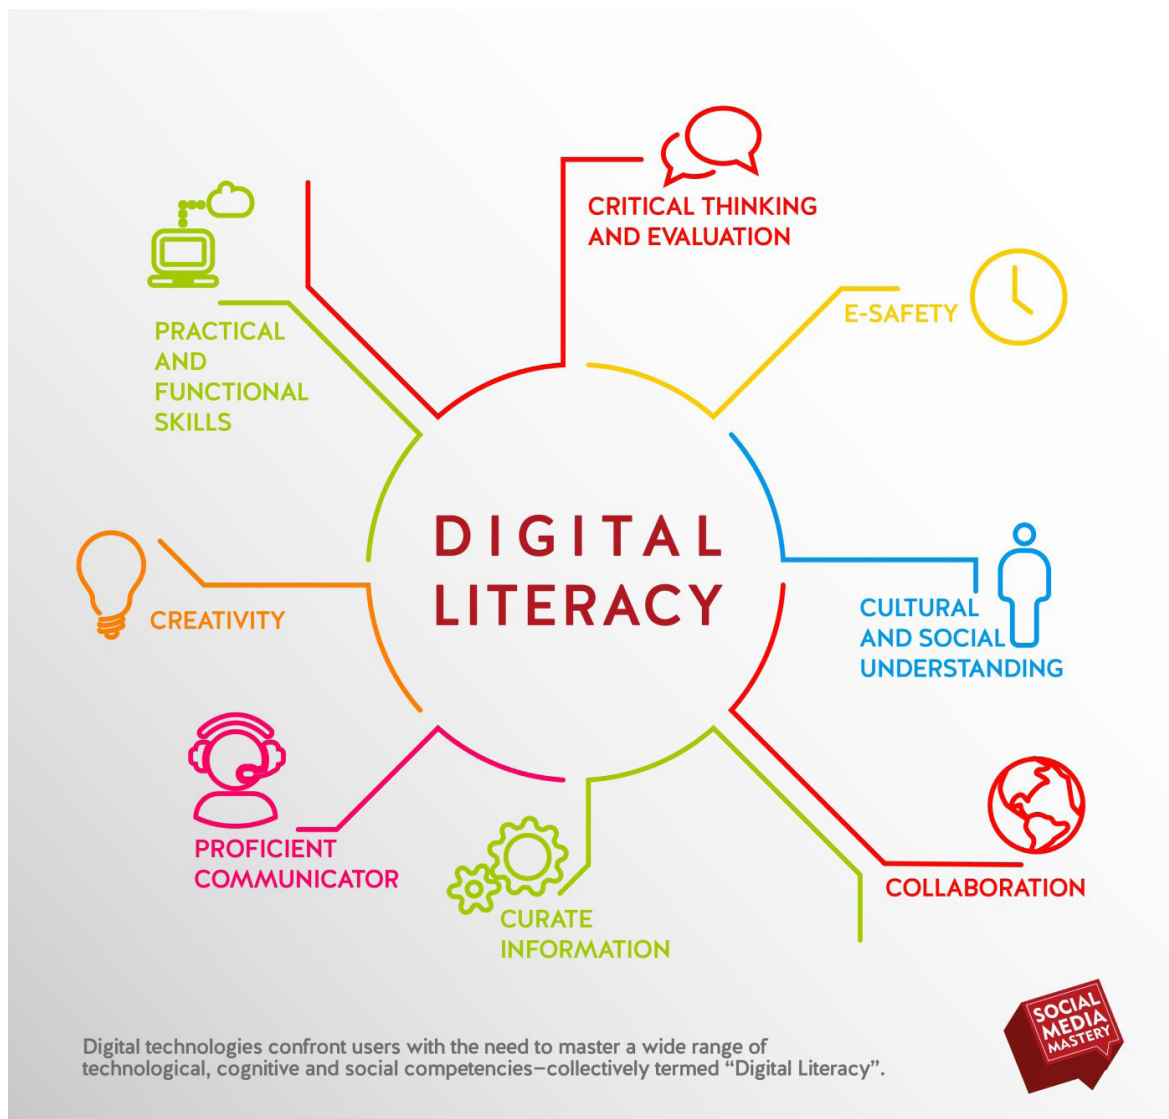 CRITICAL THINKING
AND EVALUATION
E-SAFETY
PRACTICAL
AND
FUNCTIONAL
SKILLS
DIGITAL
LITERACY
CREATIVITY
CULTURAL
AND SOCIAL
UNDERSTANDING
PROFICIENT
COMMUNICATOR
COLLABORATION
CURATE
INFORMATION
SOCIAL
MEDIA
MASTERY
Digital technologies confront users with the need to master a wide range of
technological, cognitive and social competencies–collectively termed “Digital Literacy”.